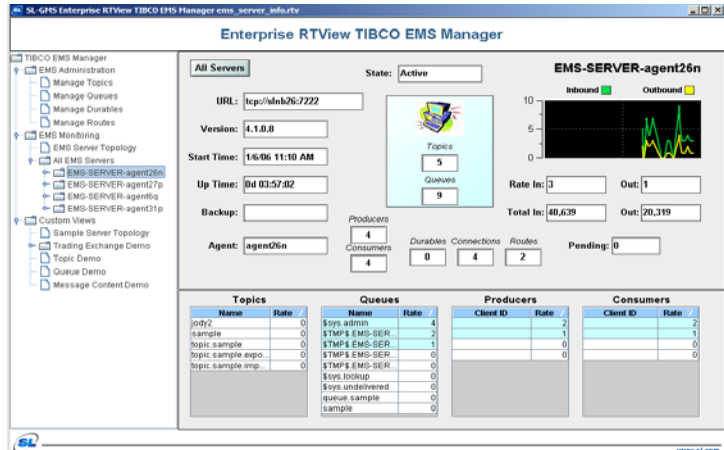 SL-GMS Enterprise RTView TIBCO EMS Manager ems_server_info.rtv
Enterprise RTView TIBCO EMS Manager
TIBCO EMS Manager
EMS Administration
Manage Topics
Manage Queues
Manage Durables
Manage Routes
EMS Monitoring
EMS Server Topology
All EMS Servers
EMS-SERVER-agent26n
EMS-SERVER-agent27p
EMS-SERVER-agent6q
EMS-SERVER-agent31p
Custom Views
Sample Server Topology
Trading Exchange Demo
Topic Demo
Queue Demo
Message Content Demo
All Servers
State: Active
EMS-SERVER-agent26n
URL: tcp://slnb26:7222
Version: 4.1.0.8
Start Time: 1/6/06 11:10 AM
Up Time: 0d 03:57:02
Backup:
Agent: agent26n
Topics
5
Queues
9
Producers
4
Consumers
4
Durables Connections Routes
0 4 2
Inbound Outbound
10
5
0
Rate In: 3 Out: 1
Total In: 40,639 Out: 20,319
Pending: 0
Topics
Name Rate
jody2 0
sample 0
topic.sample 0
topic.sample.expo... 0
topic.sample.imp... 0
Queues
Name Rate
$sys.admin 4
$TMP$.EMS-SER... 2
$TMP$.EMS-SER... 1
$TMP$.EMS-SER... 0
$TMP$.EMS-SER... 0
$sys.lookup 0
$sys.undelivered 0
queue.sample 0
sample 0
Producers
Client ID Rate
2
1
0
0
Consumers
Client ID Rate
2
1
0
0
SL